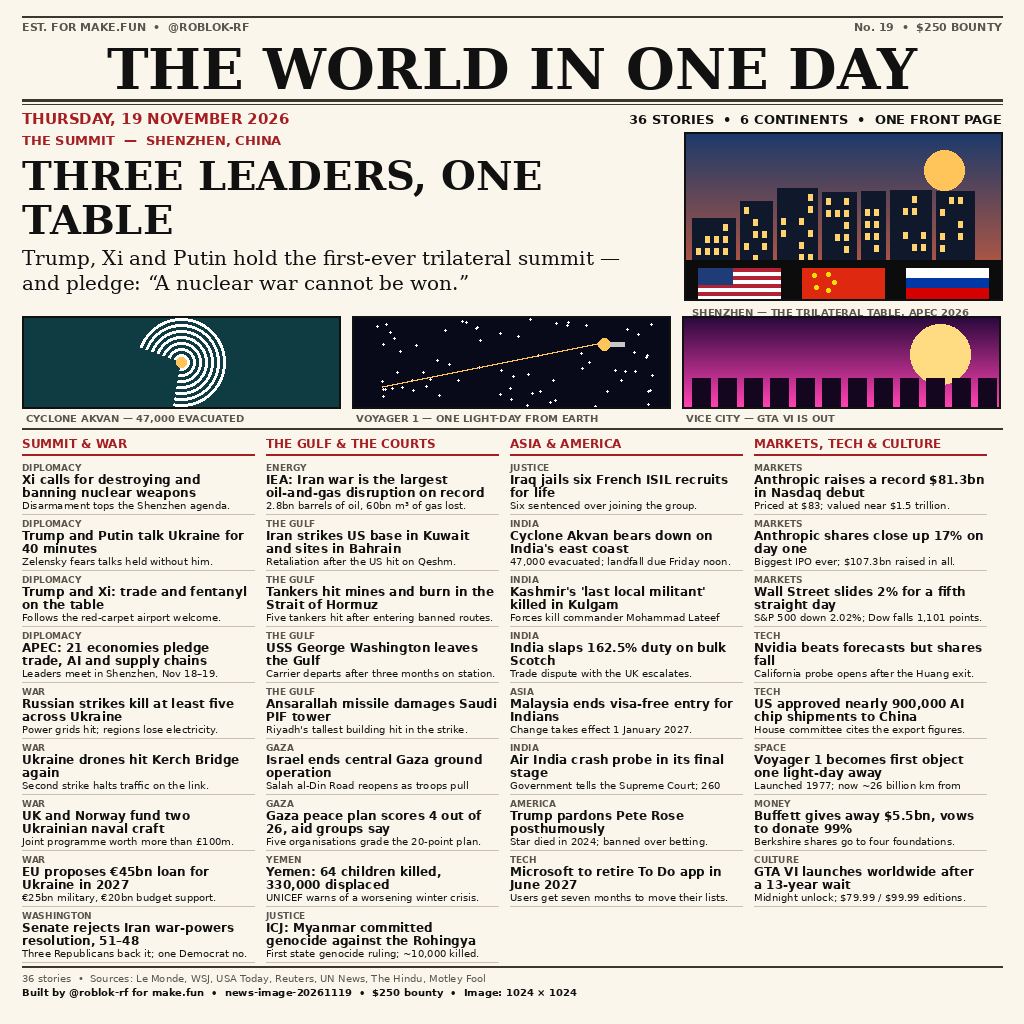 EST. FOR MAKE.FUN • @ROBLOK-RF
No. 19 • $250 BOUNTY
THE WORLD IN ONE DAY
THURSDAY, 19 NOVEMBER 2026
36 STORIES • 6 CONTINENTS • ONE FRONT PAGE
THE SUMMIT — SHENZHEN, CHINA
THREE LEADERS, ONE
TABLE
Trump, Xi and Putin hold the first-ever trilateral summit —
and pledge: “A nuclear war cannot be won.”
SHENZHEN — THE TRILATERAL TABLE, APEC 2026
CYCLONE AKVAN — 47,000 EVACUATED
VOYAGER 1 — ONE LIGHT-DAY FROM EARTH
VICE CITY — GTA VI IS OUT
SUMMIT & WAR
DIPLOMACY
Xi calls for destroying and
banning nuclear weapons
Disarmament tops the Shenzhen agenda.
DIPLOMACY
Trump and Putin talk Ukraine for
40 minutes
Zelensky fears talks held without him.
DIPLOMACY
Trump and Xi: trade and fentanyl
on the table
Follows the red-carpet airport welcome.
DIPLOMACY
APEC: 21 economies pledge
trade, AI and supply chains
Leaders meet in Shenzhen, Nov 18–19.
WAR
Russian strikes kill at least five
across Ukraine
Power grids hit; regions lose electricity.
WAR
Ukraine drones hit Kerch Bridge
again
Second strike halts traffic on the link.
WAR
UK and Norway fund two
Ukrainian naval craft
Joint programme worth more than £100m.
WAR
EU proposes €45bn loan for
Ukraine in 2027
€25bn military, €20bn budget support.
WASHINGTON
Senate rejects Iran war-powers
resolution, 51–48
Three Republicans back it; one Democrat no.
THE GULF & THE COURTS
ENERGY
IEA: Iran war is the largest
oil-and-gas disruption on record
2.8bn barrels of oil, 60bn m³ of gas lost.
THE GULF
Iran strikes US base in Kuwait
and sites in Bahrain
Retaliation after the US hit on Qeshm.
THE GULF
Tankers hit mines and burn in the
Strait of Hormuz
Five tankers hit after entering banned routes.
THE GULF
USS George Washington leaves
the Gulf
Carrier departs after three months on station.
THE GULF
Ansarallah missile damages Saudi
PIF tower
Riyadh's tallest building hit in the strike.
GAZA
Israel ends central Gaza ground
operation
Salah al-Din Road reopens as troops pull
GAZA
Gaza peace plan scores 4 out of
26, aid groups say
Five organisations grade the 20-point plan.
YEMEN
Yemen: 64 children killed,
330,000 displaced
UNICEF warns of a worsening winter crisis.
JUSTICE
ICJ: Myanmar committed
genocide against the Rohingya
First state genocide ruling; ~10,000 killed.
ASIA & AMERICA
JUSTICE
Iraq jails six French ISIL recruits
for life
Six sentenced over joining the group.
INDIA
Cyclone Akvan bears down on
India's east coast
47,000 evacuated; landfall due Friday noon.
INDIA
Kashmir's 'last local militant'
killed in Kulgam
Forces kill commander Mohammad Lateef
INDIA
India slaps 162.5% duty on bulk
Scotch
Trade dispute with the UK escalates.
ASIA
Malaysia ends visa-free entry for
Indians
Change takes effect 1 January 2027.
INDIA
Air India crash probe in its final
stage
Government tells the Supreme Court; 260
AMERICA
Trump pardons Pete Rose
posthumously
Star died in 2024; banned over betting.
TECH
Microsoft to retire To Do app in
June 2027
Users get seven months to move their lists.
MARKETS, TECH & CULTURE
MARKETS
Anthropic raises a record $81.3bn
in Nasdaq debut
Priced at $83; valued near $1.5 trillion.
MARKETS
Anthropic shares close up 17% on
day one
Biggest IPO ever; $107.3bn raised in all.
MARKETS
Wall Street slides 2% for a fifth
straight day
S&P 500 down 2.02%; Dow falls 1,101 points.
TECH
Nvidia beats forecasts but shares
fall
California probe opens after the Huang exit.
TECH
US approved nearly 900,000 AI
chip shipments to China
House committee cites the export figures.
SPACE
Voyager 1 becomes first object
one light-day away
Launched 1977; now ~26 billion km from
MONEY
Buffett gives away $5.5bn, vows
to donate 99%
Berkshire shares go to four foundations.
CULTURE
GTA VI launches worldwide after
a 13-year wait
Midnight unlock; $79.99 / $99.99 editions.
36 stories • Sources: Le Monde, WSJ, USA Today, Reuters, UN News, The Hindu, Motley Fool
Built by @roblok-rf for make.fun • news-image-20261119 • $250 bounty • Image: 1024 × 1024